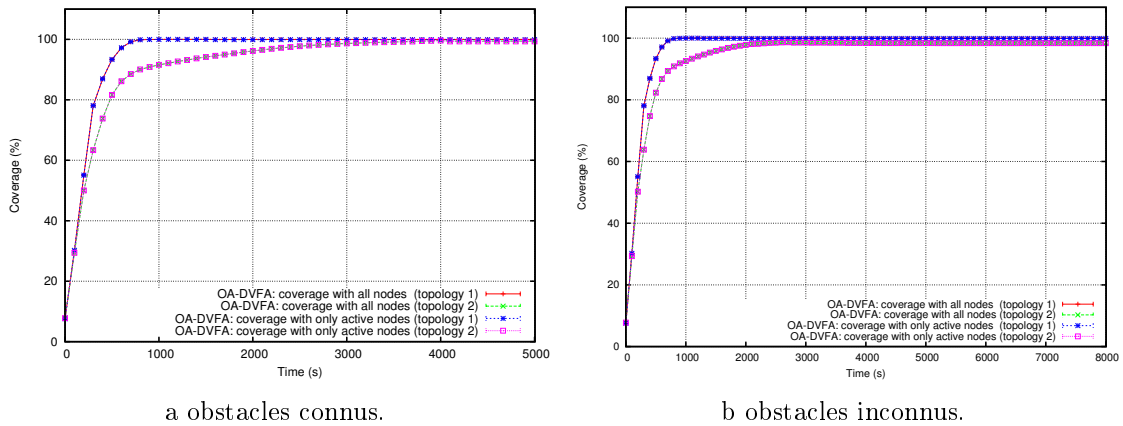 100
80
60
40
20
0
Coverage (%)
OA-DVFA: coverage with all nodes (topology 1)
OA-DVFA: coverage with all nodes (topology 2)
OA-DVFA: coverage with only active nodes (topology 1)
OA-DVFA: coverage with only active nodes (topology 2)
0 1000 2000 3000 4000 5000
Time (s)
a obstacles connus.
100
80
60
40
20
0
Coverage (%)
OA-DVFA: coverage with all nodes (topology 1)
OA-DVFA: coverage with all nodes (topology 2)
OA-DVFA: coverage with only active nodes (topology 1)
OA-DVFA: coverage with only active nodes (topology 2)
0 1000 2000 3000 4000 5000 6000 7000 8000
Time (s)
b obstacles inconnus.